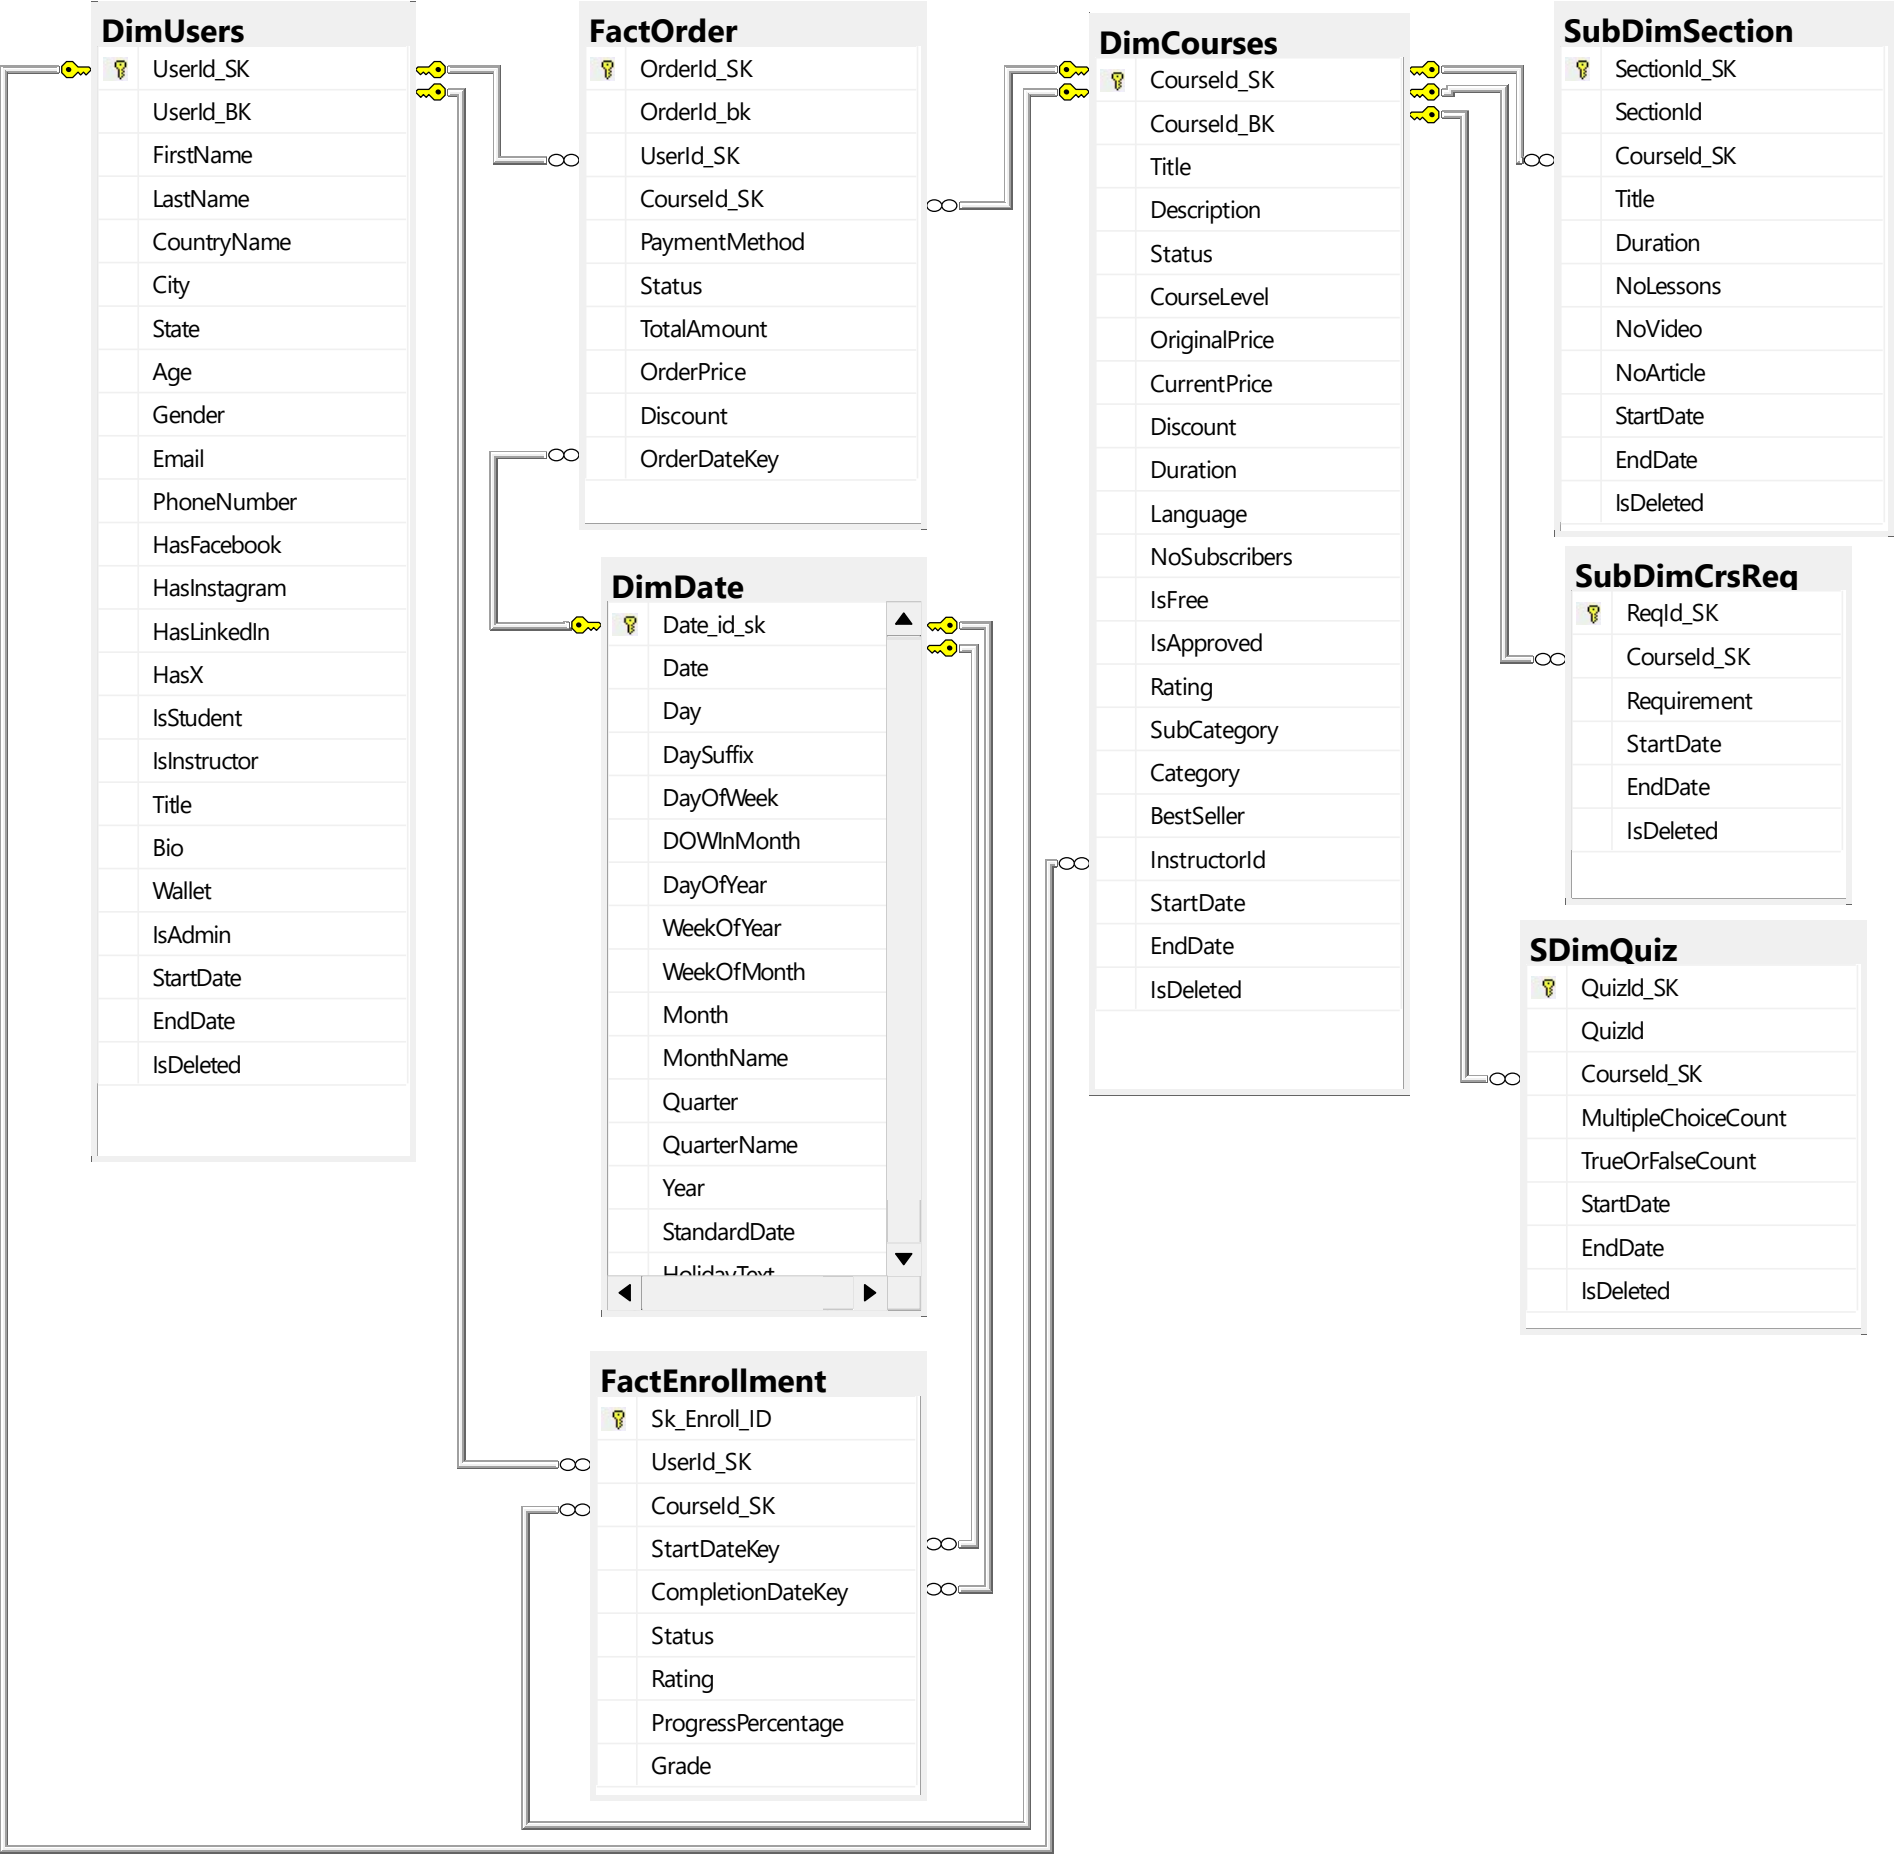 DimUsers
UserId_SK
UserId_BK
FirstName
LastName
CountryName
City
State
Age
Gender
Email
PhoneNumber
HasFacebook
HasInstagram
HasLinkedIn
HasX
IsStudent
IsInstructor
Title
Bio
Wallet
IsAdmin
StartDate
EndDate
IsDeleted
FactOrder
OrderId_SK
OrderId_bk
UserId_SK
CourseId_SK
PaymentMethod
Status
TotalAmount
OrderPrice
Discount
OrderDateKey
DimDate
Date_id_sk
Date
Day
DaySuffix
DayOfWeek
DOWInMonth
DayOfYear
WeekOfYear
WeekOfMonth
Month
MonthName
Quarter
QuarterName
Year
StandardDate
HolidayText
FactEnrollment
Sk_Enroll_ID
UserId_SK
CourseId_SK
StartDateKey
CompletionDateKey
Status
Rating
ProgressPercentage
Grade
DimCourses
CourseId_SK
CourseId_BK
Title
Description
Status
CourseLevel
OriginalPrice
CurrentPrice
Discount
Duration
Language
NoSubscribers
IsFree
IsApproved
Rating
SubCategory
Category
BestSeller
InstructorId
StartDate
EndDate
IsDeleted
SubDimSection
SectionId_SK
SectionId
CourseId_SK
Title
Duration
NoLessons
NoVideo
NoArticle
StartDate
EndDate
IsDeleted
SubDimCrsReq
ReqId_SK
CourseId_SK
Requirement
StartDate
EndDate
IsDeleted
SDimQuiz
QuizId_SK
QuizId
CourseId_SK
MultipleChoiceCount
TrueOrFalseCount
StartDate
EndDate
IsDeleted